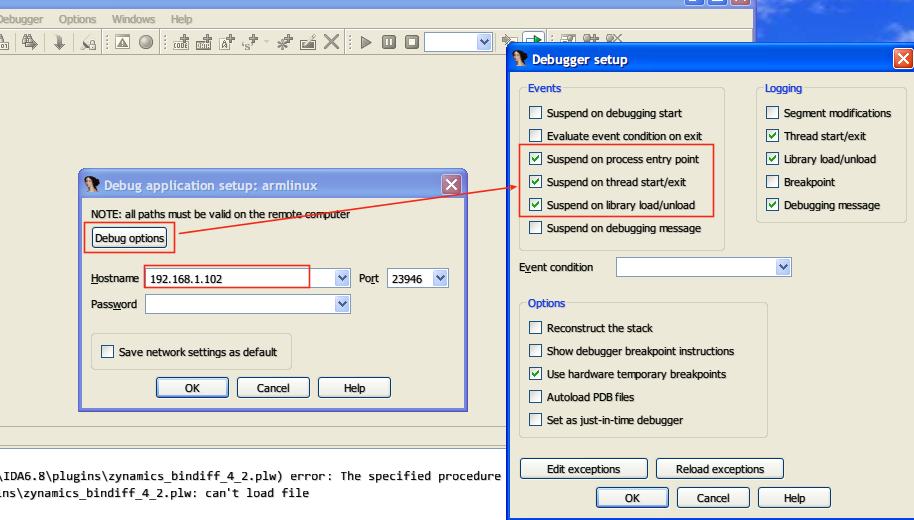 Debugger Options Windows Help
Debug application setup: armlinux
NOTE: all paths must be valid on the remote computer
Debug options
Hostname 192.168.1.102 Port 23946
Password
Save network settings as default
OK Cancel Help
Debugger setup
Events
Suspend on debugging start
Evaluate event condition on exit
Suspend on process entry point
Suspend on thread start/exit
Suspend on library load/unload
Suspend on debugging message
Logging
Segment modifications
Thread start/exit
Library load/unload
Breakpoint
Debugging message
Event condition
Options
Reconstruct the stack
Show debugger breakpoint instructions
Use hardware temporary breakpoints
Autoload PDB files
Set as just-in-time debugger
Edit exceptions Reload exceptions
OK Cancel Help
\IDA6.8\plugins\zynamics_bindiff_4_2.plw) error: The specified procedure
ins\zynamics_bindiff_4_2.plw: can't load file